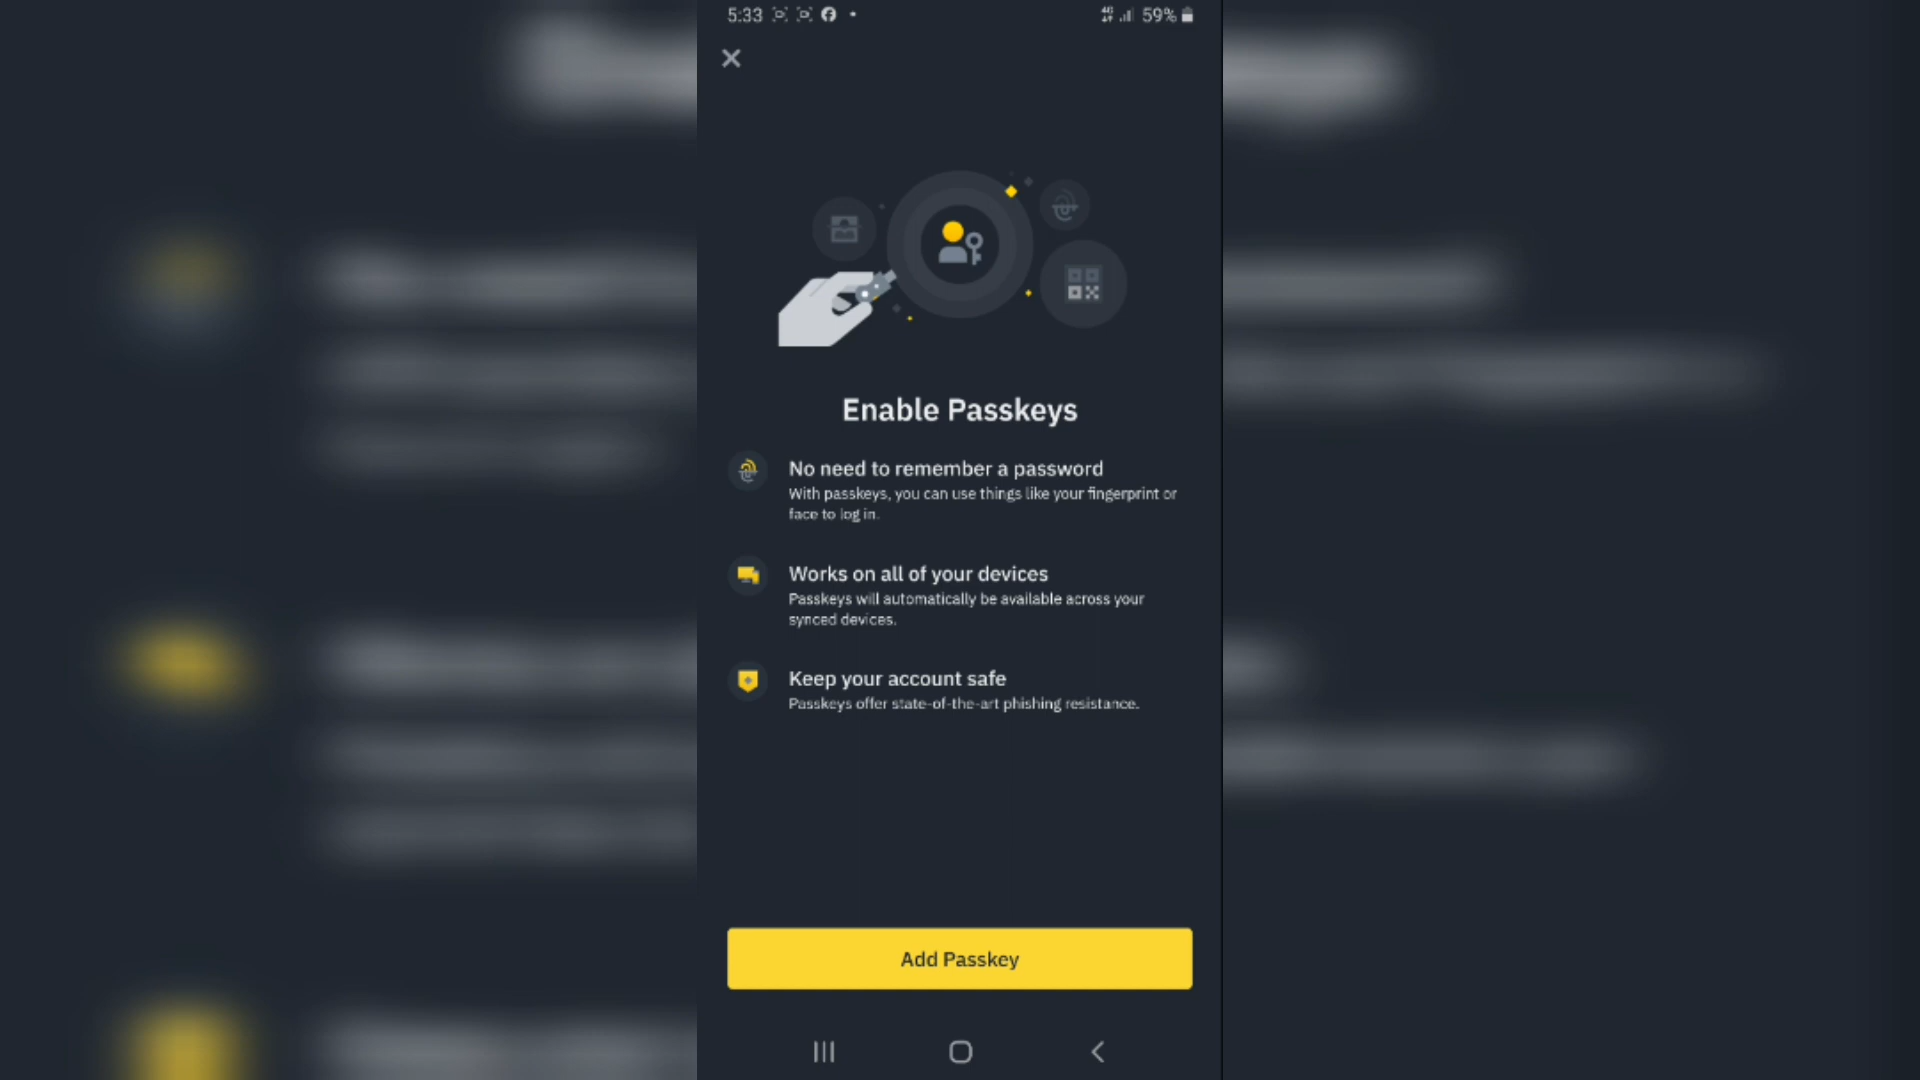 5:33
4G
59%
Enable Passkeys
No need to remember a password
With passkeys, you can use things like your fingerprint or
face to log in.
Works on all of your devices
Passkeys will automatically be available across your
synced devices.
Keep your account safe
Passkeys offer state-of-the-art phishing resistance.
Add Passkey